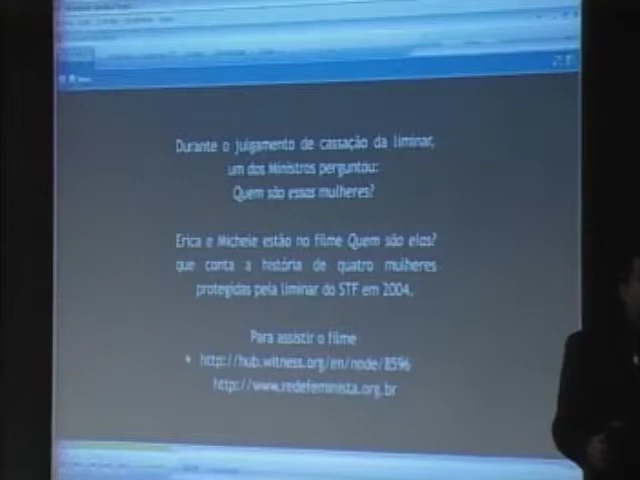 Durante o julgamento de cassação da liminar,
um dos Ministros perguntou:
Quem são essas mulheres?
Erica e Michele estão no filme Quem são elas?
que conta a história de quatro mulheres
protegidas pela liminar do STF em 2004.
Para assistir o filme
http://hub.witness.org/en/node/8596
http://www.redefeminista.org.br